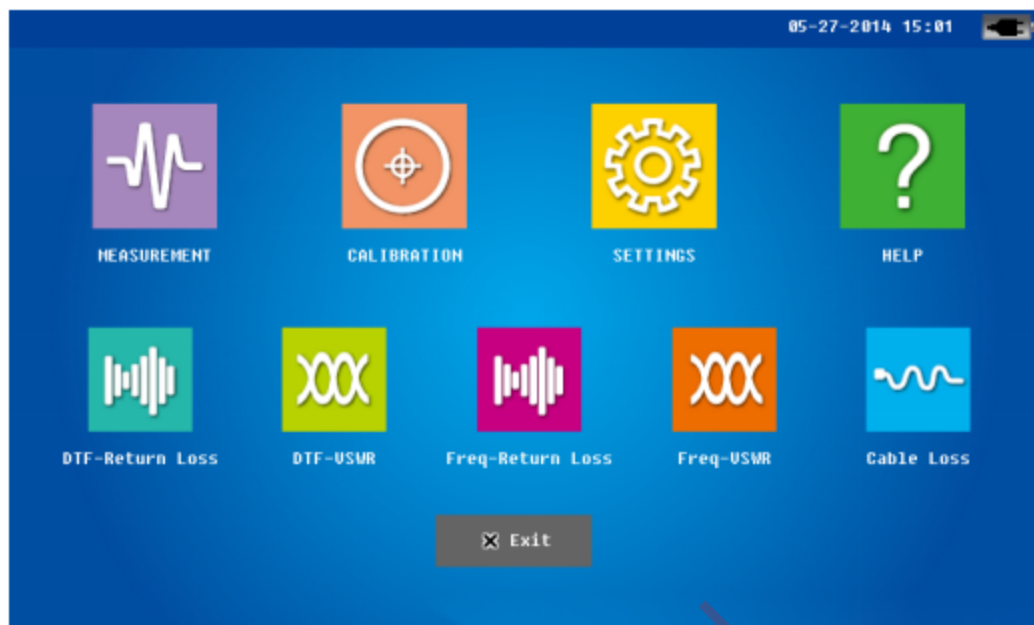 05-27-2014 15:01
MEASUREMENT CALIBRATION SETTINGS HELP
DTF-Return Loss DTF-VSWR Freq-Return Loss Freq-VSWR Cable Loss
Exit